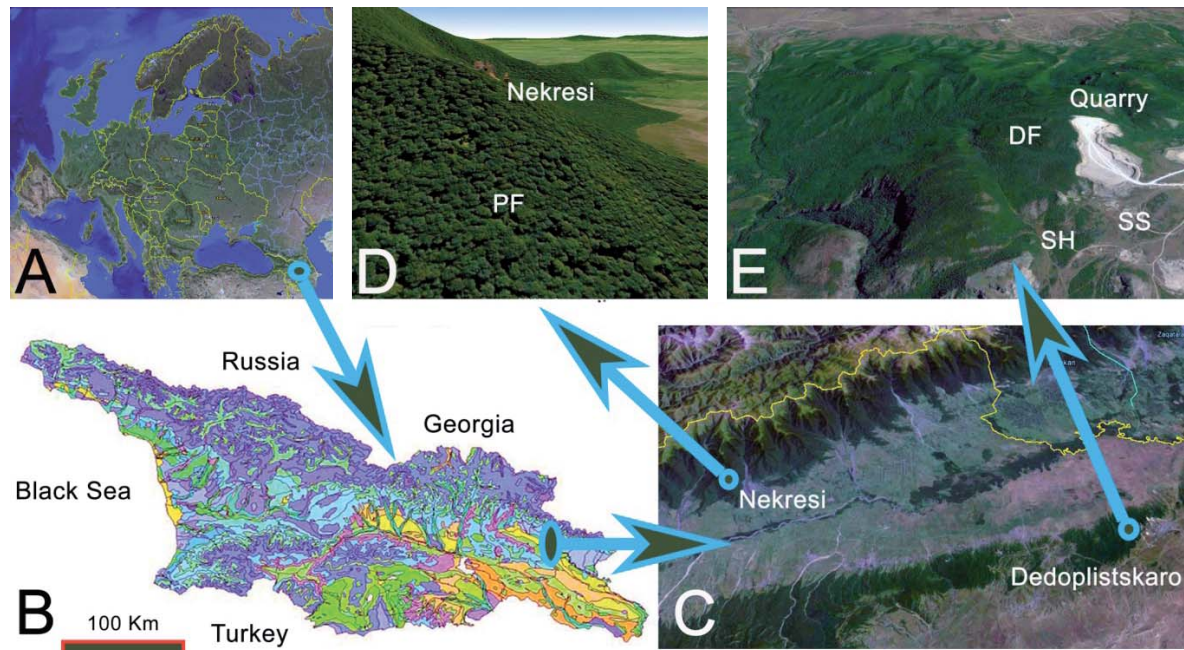 A
Nekresi
PF
D
Quarry
DF
SS
SH
E
Russia
Georgia
Black Sea
B
100 Km
Turkey
Nekresi
Dedoplistskaro
C